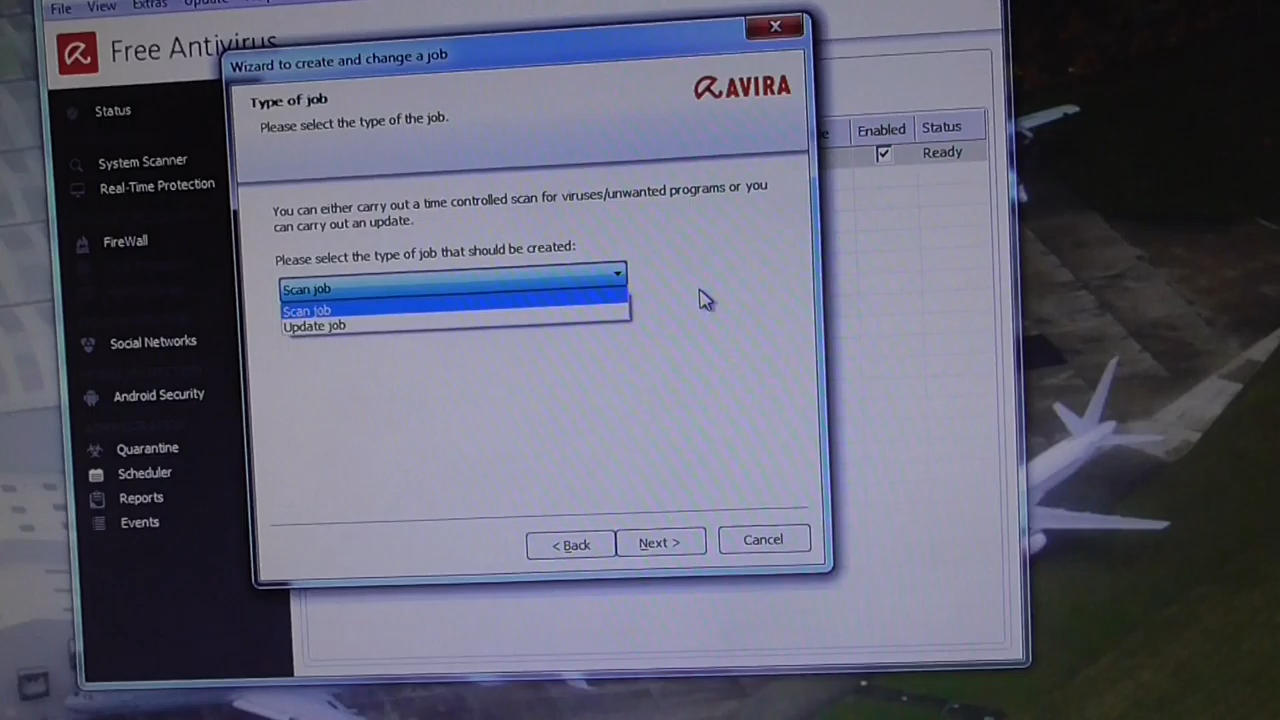 File View Extras Update
Free Antivirus
Wizard to create and change a job
Type of job
Please select the type of the job.
AVIRA
Status
System Scanner
Real-Time Protection
FireWall
Social Networks
Android Security
Quarantine
Scheduler
Reports
Events
Enabled Status
Ready
You can either carry out a time controlled scan for viruses/unwanted programs or you
can carry out an update.
Please select the type of job that should be created:
Scan job
Scan job
Update job
< Back Next > Cancel